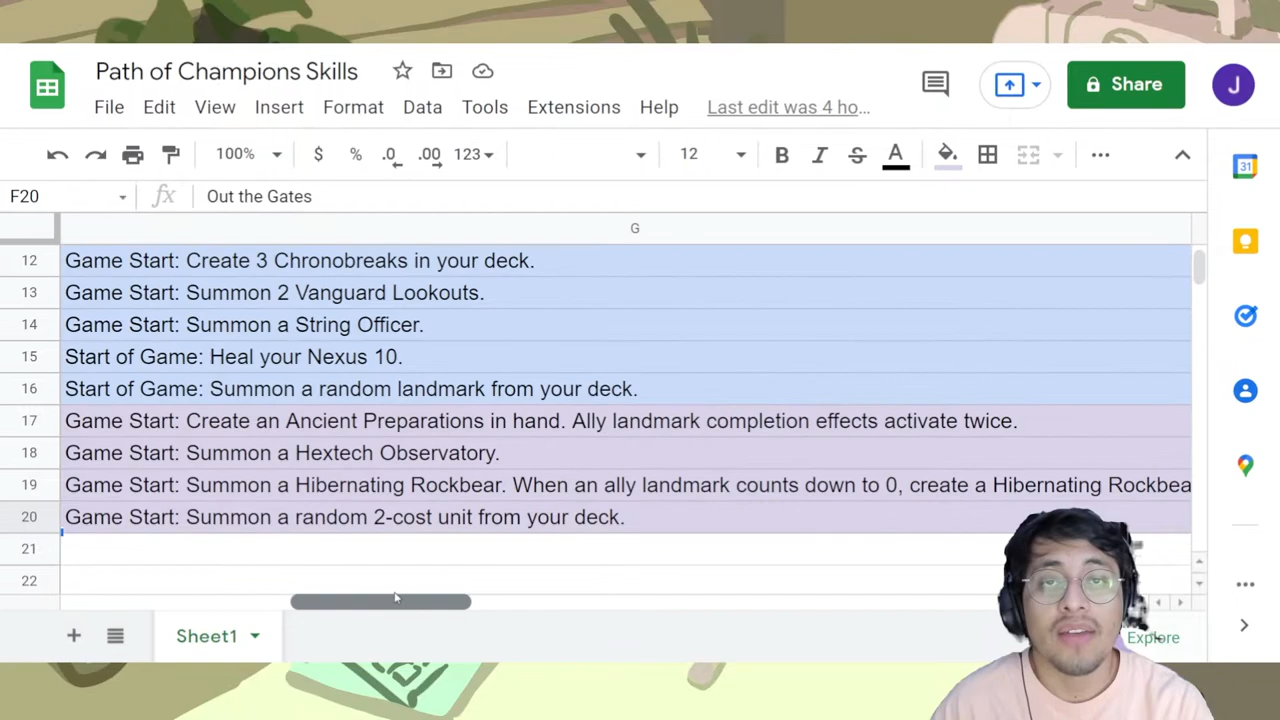 Path of Champions Skills
File Edit View Insert Format Data Tools Extensions Help Last edit was 4 ho…
Share
J
100% $ % .0 .00 123 12 B I S A
31
F20 fx Out the Gates
G
12 Game Start: Create 3 Chronobreaks in your deck.
13 Game Start: Summon 2 Vanguard Lookouts.
14 Game Start: Summon a String Officer.
15 Start of Game: Heal your Nexus 10.
16 Start of Game: Summon a random landmark from your deck.
17 Game Start: Create an Ancient Preparations in hand. Ally landmark completion effects activate twice.
18 Game Start: Summon a Hextech Observatory.
19 Game Start: Summon a Hibernating Rockbear. When an ally landmark counts down to 0, create a Hibernating Rockbea
20 Game Start: Summon a random 2-cost unit from your deck.
21
22
Sheet1
Explore